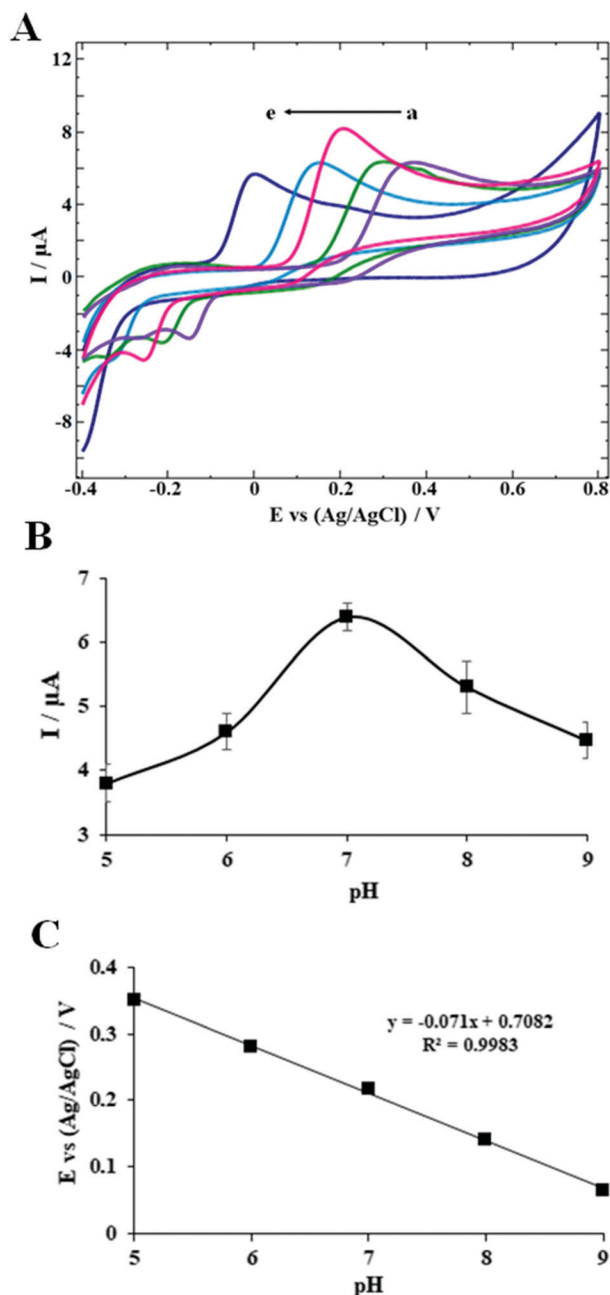 A
12
8
4
0
-4
-8
I / µA
e
a
-0.4
-0.2
0
0.2
0.4
0.6
0.8
E vs (Ag/AgCl) / V
B
7
6
5
4
3
I / µA
5
6
7
8
9
pH
C
0.4
0.3
0.2
0.1
0
E vs (Ag/AgCl) / V
y = -0.071x + 0.7082
R² = 0.9983
5
6
7
8
9
pH